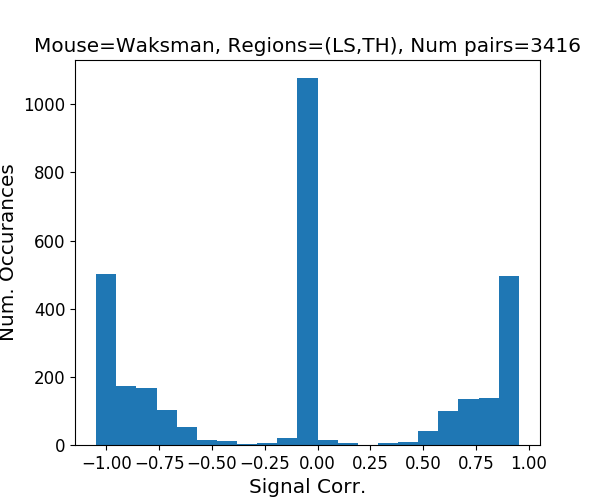 Mouse=Waksman, Regions=(LS,TH), Num pairs=3416
Num. Occurances
1000
800
600
400
200
0
−1.00 −0.75 −0.50 −0.25 0.00 0.25 0.50 0.75 1.00
Signal Corr.